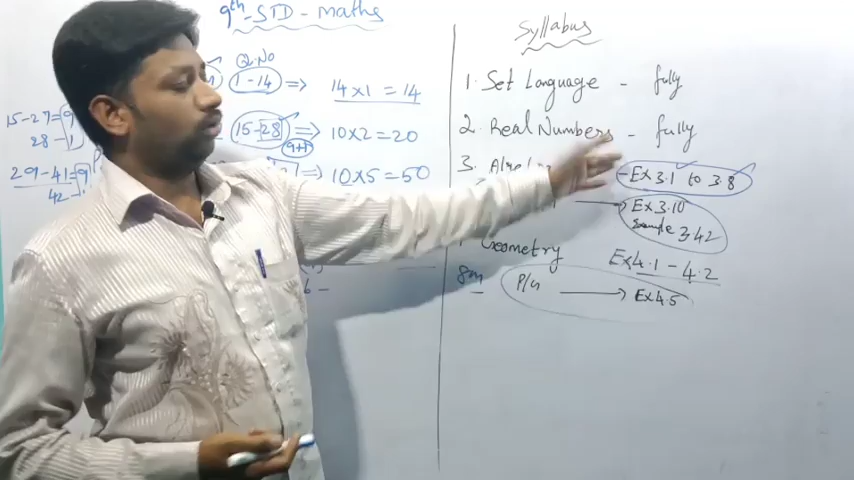 9th - STD - maths
Q.No
1-14 => 14x1 = 14
15-28 => 10x2=20
9+1
=> 10x5=50
15-27=9
28-1
29-41=9
42-
Syllabus
1. Set Language - fully
2. Real Numbers - fully
3. - Ex 3.1 to 3.8
→ Ex 3.10
3.42
Geometry Ex 4.1 - 4.2
8m P/G → Ex 4.5